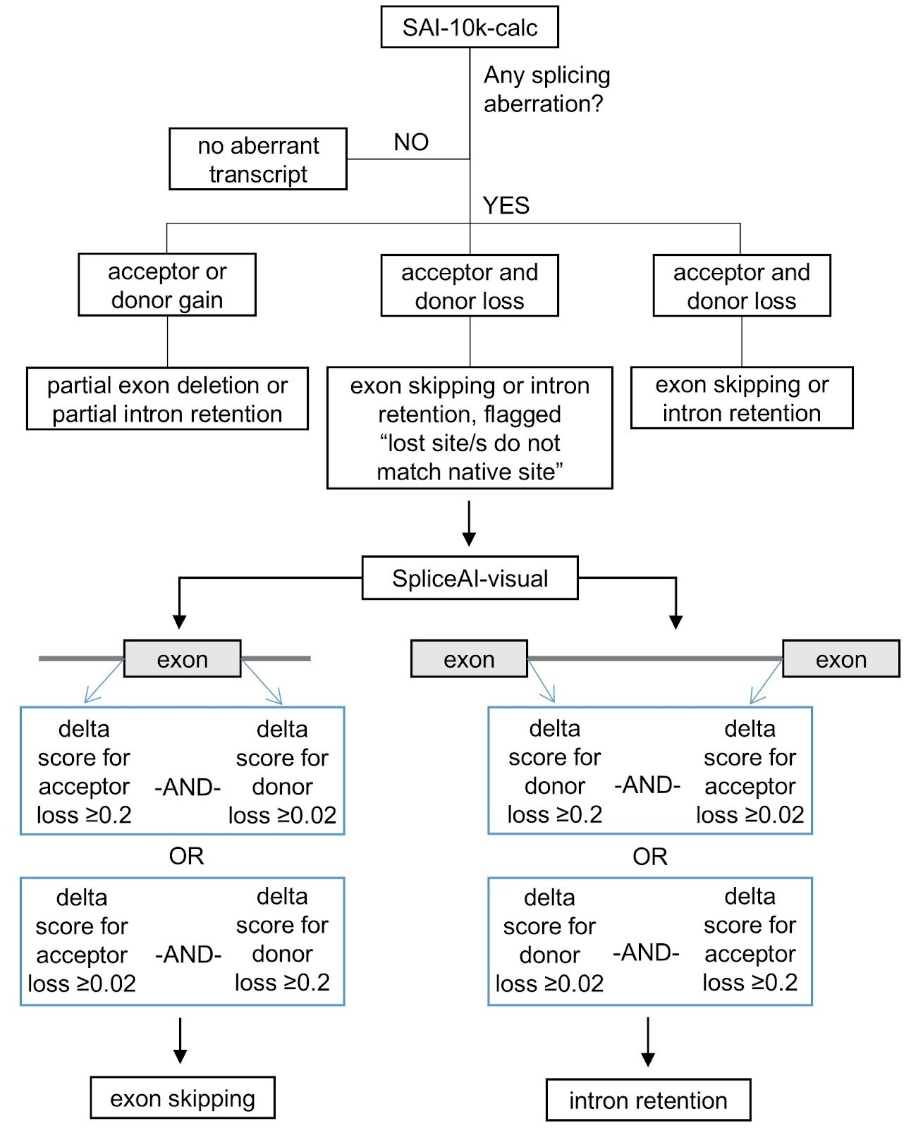 SAI-10k-calc
Any splicing
aberration?
NO
no aberrant
transcript
YES
acceptor or
donor gain
acceptor and
donor loss
acceptor and
donor loss
partial exon deletion or
partial intron retention
exon skipping or intron
retention, flagged
“lost site/s do not
match native site”
exon skipping or
intron retention
SpliceAI-visual
exon
exon
exon
delta
score for
acceptor
loss ≥0.2
-AND-
delta
score for
donor
loss ≥0.02
delta
score for
donor
loss ≥0.2
-AND-
delta
score for
acceptor
loss ≥0.02
OR
OR
delta
score for
acceptor
loss ≥0.02
-AND-
delta
score for
donor
loss ≥0.2
delta
score for
donor
loss ≥0.02
-AND-
delta
score for
acceptor
loss ≥0.2
exon skipping
intron retention